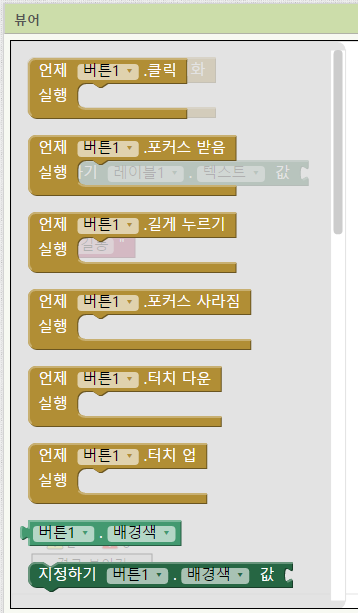 뷰어
언제 버튼1 .클릭 화
실행
언제 버튼1 .포커스 받음
실행 기 레이블1 . 텍스트 값
언제 버튼1 .길게 누르기
실행 길동 "
언제 버튼1 .포커스 사라짐
실행
언제 버튼1 .터치 다운
실행
언제 버튼1 .터치 업
실행
버튼1 . 배경색
지정하기 버튼1 . 배경색 값